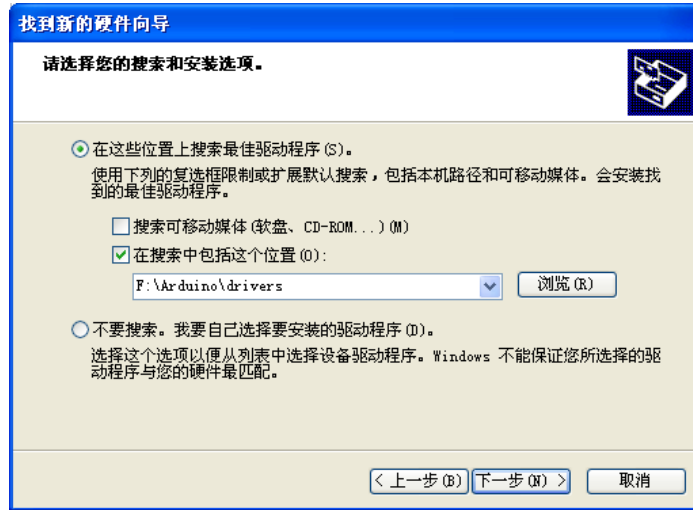 找到新的硬件向导
请选择您的搜索和安装选项。
在这些位置上搜索最佳驱动程序(S)。
使用下列的复选框限制或扩展默认搜索，包括本机路径和可移动媒体。会安装找
到的最佳驱动程序。
搜索可移动媒体(软盘、CD-ROM...)(M)
在搜索中包括这个位置(O):
F:\Arduino\drivers
浏览(R)
不要搜索。我要自己选择要安装的驱动程序(D)。
选择这个选项以便从列表中选择设备驱动程序。Windows 不能保证您所选择的驱
动程序与您的硬件最匹配。
< 上一步(B) 下一步(N) > 取消